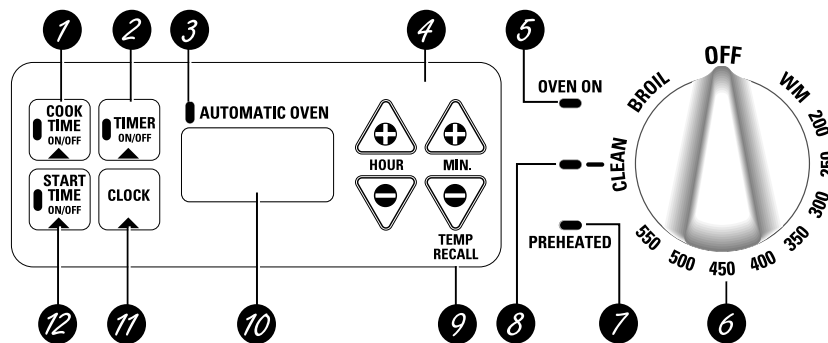 1
2
3
4
5
COOK
TIME
ON/OFF
TIMER
ON/OFF
START
TIME
ON/OFF
CLOCK
AUTOMATIC OVEN
HOUR
MIN.
TEMP
RECALL
OVEN ON
CLEAN
PREHEATED
OFF
BROIL
WM
200
250
300
350
400
450
500
550
12
11
10
9
8
7
6